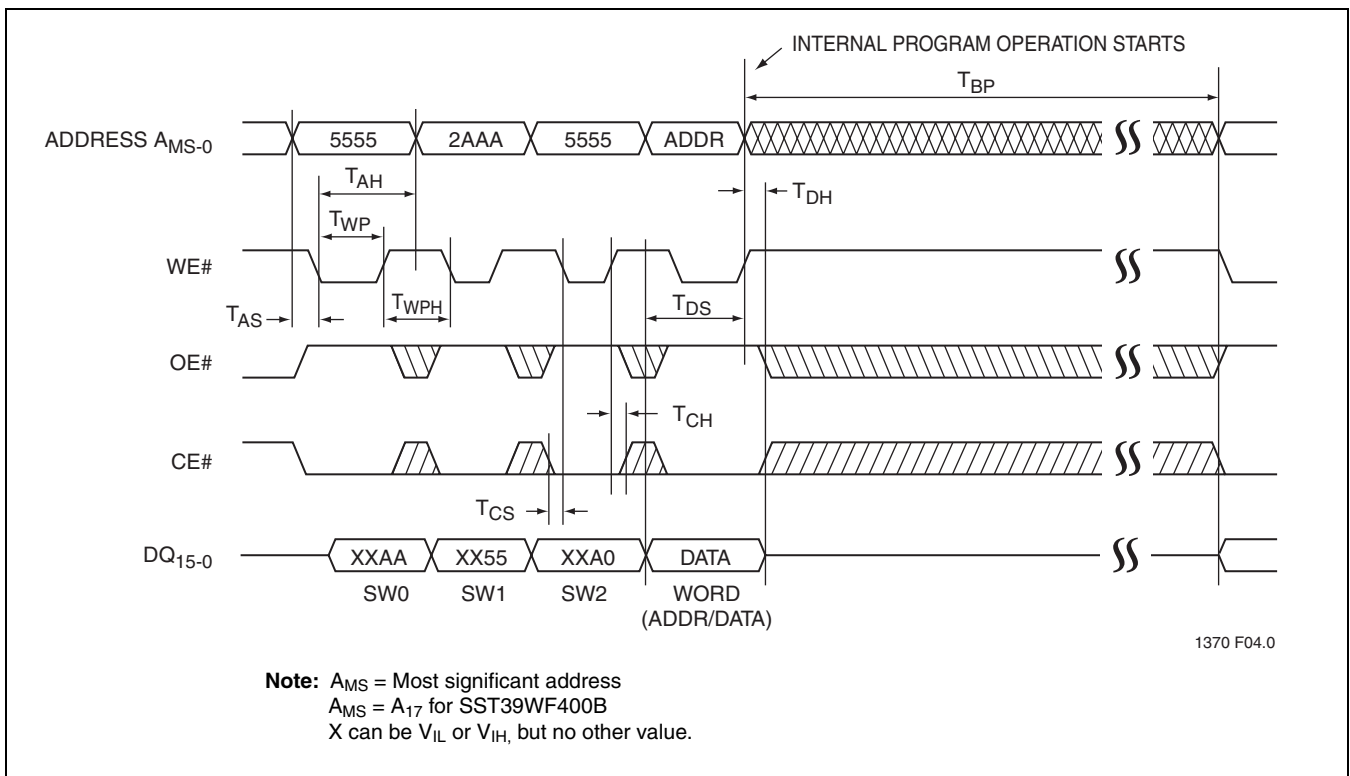 INTERNAL PROGRAM OPERATION STARTS
TBP
ADDRESS AMS-0
5555
2AAA
5555
ADDR
TAH
TDH
TWP
WE#
TWPH
TDS
TAS
OE#
TCH
CE#
TCS
DQ15-0
XXAA
XX55
XXA0
DATA
SW0
SW1
SW2
WORD
(ADDR/DATA)
1370 F04.0
Note: AMS = Most significant address
AMS = A17 for SST39WF400B
X can be VIL or VIH, but no other value.